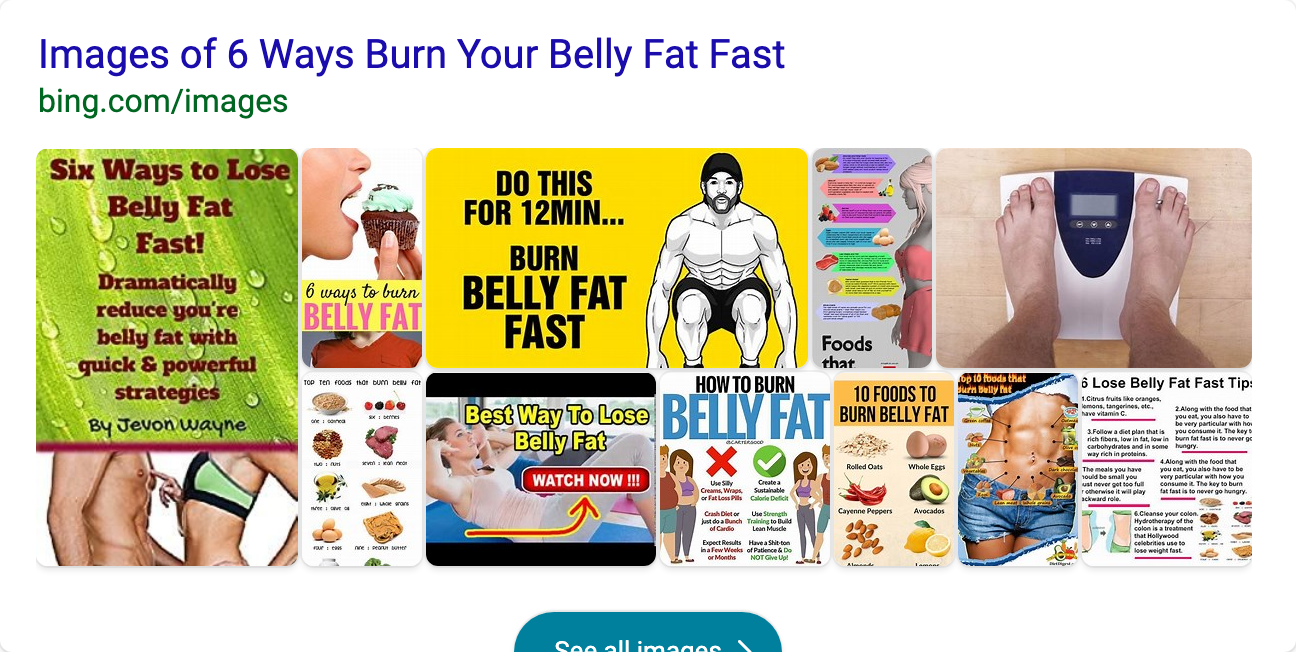 Images of 6 Ways Burn Your Belly Fat Fast
bing.com/images
Six Ways to Lose
Belly Fat
Fast!
Dramatically
reduce you're
belly fat with
quick & powerful
strategies
By Jevon Wayne
6 ways to burn
BELLY FAT
DO THIS
FOR 12MIN...
BURN
BELLY FAT
FAST
Foods
that
TOP TEN FOODS THAT BURN BELLY FAT
ONE : OATMEAL
SIX : BERRIES
TWO : NUTS
SEVEN : LEAN MEAT
THREE : OLIVE OIL
EIGHT : WHOLE GRAINS
FOUR : EGGS
NINE : PEANUT BUTTER
Best Way To Lose
Belly Fat
WATCH NOW !!!
HOW TO BURN
BELLY FAT
Use Silly
Creams, Wraps,
or Fat Loss Pills
Create a
Sustainable
Calorie Deficit
Crash Diet or
just do a Bunch
of Cardio
Use Strength
Training to Build
Lean Muscle
Expect Results
in a Few Weeks
or Months
Have a Shit-ton
of Patience & Do
NOT Give Up!
10 FOODS TO
BURN BELLY FAT
Rolled Oats
Whole Eggs
Cayenne Peppers
Avocados
Almonds
Lemons
Top 10 foods that
burn belly fat
Green coffee
Dark chocolate
Lean meat
6 Lose Belly Fat Fast Tips
1.Citrus fruits like oranges,
lemons, tangerines, etc.,
have vitamin C.
2.Along with the food that
you eat, you also have to
be very particular with how
you consume it. The key to
burn fat fast is to never go
hungry.
3.Follow a diet plan that is
rich fibers, low in fat, low in
carbohydrates and in some
way rich in proteins.
The meals you have
should be small you
must never get too full
r otherwise it will play
ackward role.
4.Along with the food that
you eat, you also have to be
very particular with how you
consume it. The key to burn
fat fast is to never go hungry.
6.Cleanse your colon.
Hydrotherapy of the
colon is a treatment
that Hollywood
celebrities use to
lose weight fast.
See all images